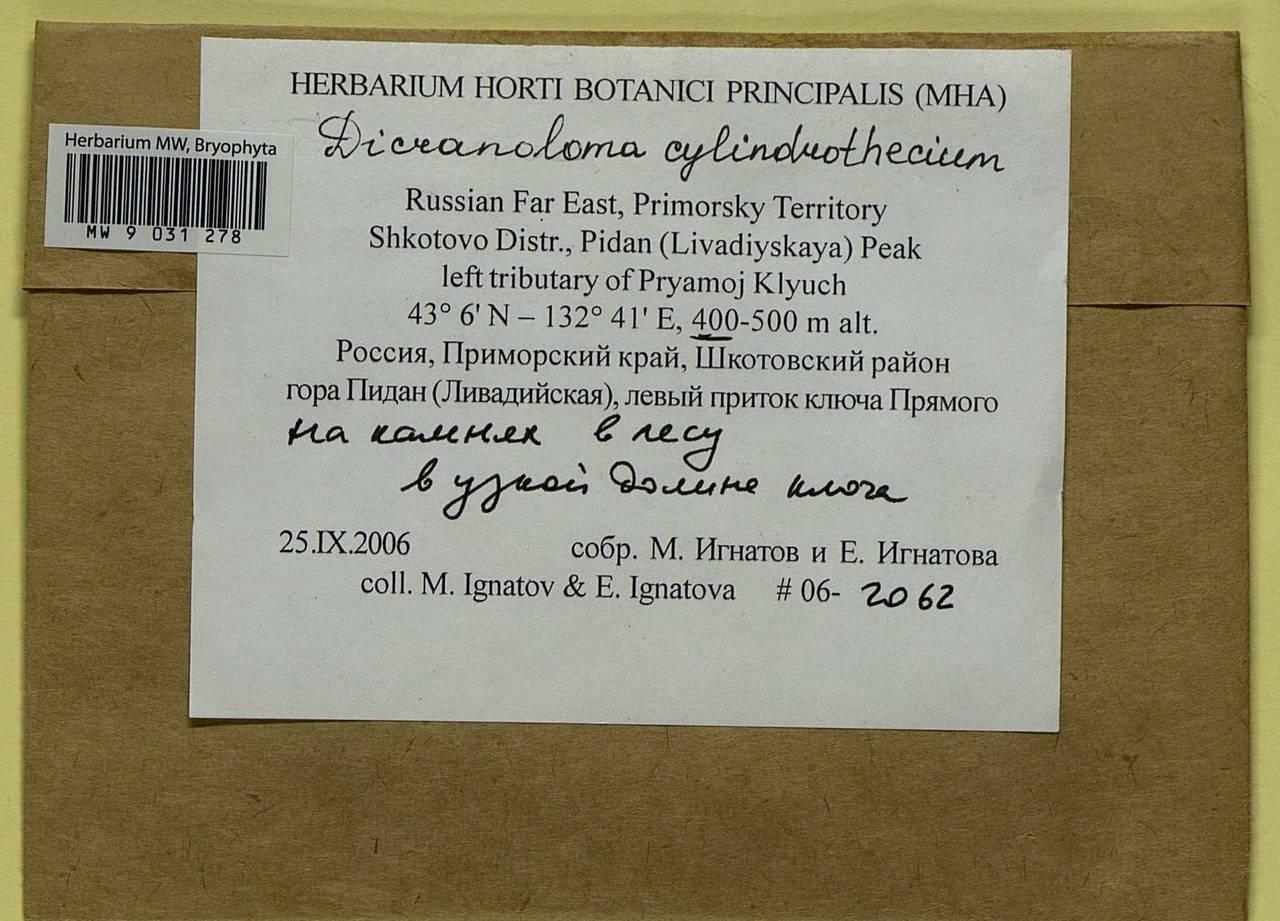 HERBARIUM HORTI BOTANICI PRINCIPALIS (MHA)
Dicranoloma cylindrothecium
Herbarium MW, Bryophyta
MW 9 031 278
Russian Far East, Primorsky Territory
Shkotovo Distr., Pidan (Livadiyskaya) Peak
left tributary of Pryamoj Klyuch
43° 6' N – 132° 41' E, 400-500 m alt.
Россия, Приморский край, Шкотовский район
гора Пидан (Ливадийская), левый приток ключа Прямого
на камнях в лесу
в узкой долине ключа
25.IX.2006 собр. М. Игнатов и Е. Игнатова
coll. M. Ignatov & E. Ignatova # 06- 2062